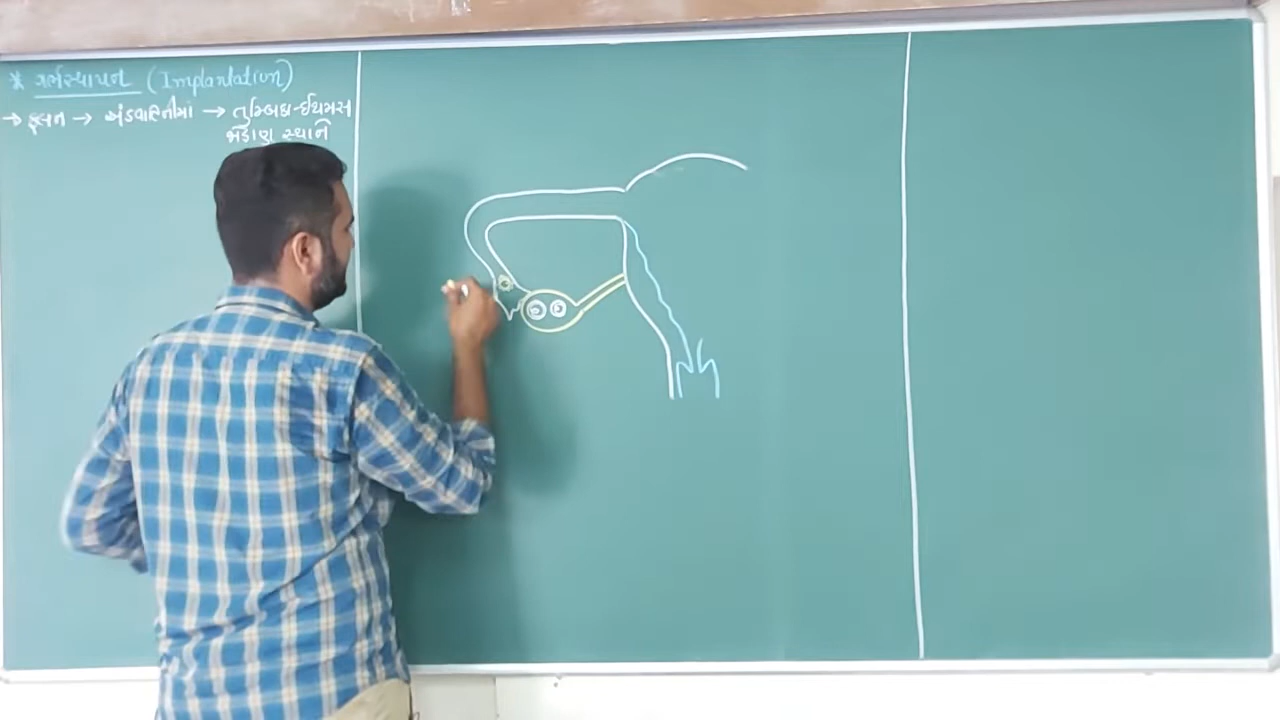 * ગર્ભસ્થાપન (Implantation)
→ ફલન → અંડવાહિનીમાં → તુમ્બિકા-ઈથમસ
જોડાણ સ્થાને